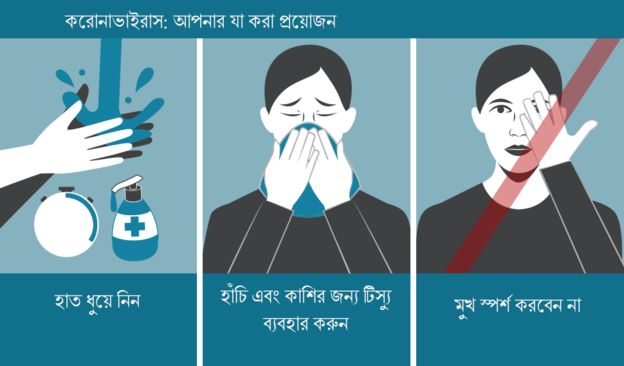 করোনাভাইরাস: আপনার যা করা প্রয়োজন
হাত ধুয়ে নিন
হাঁচি এবং কাশির জন্য টিস্যু
ব্যবহার করুন
মুখ স্পর্শ করবেন না